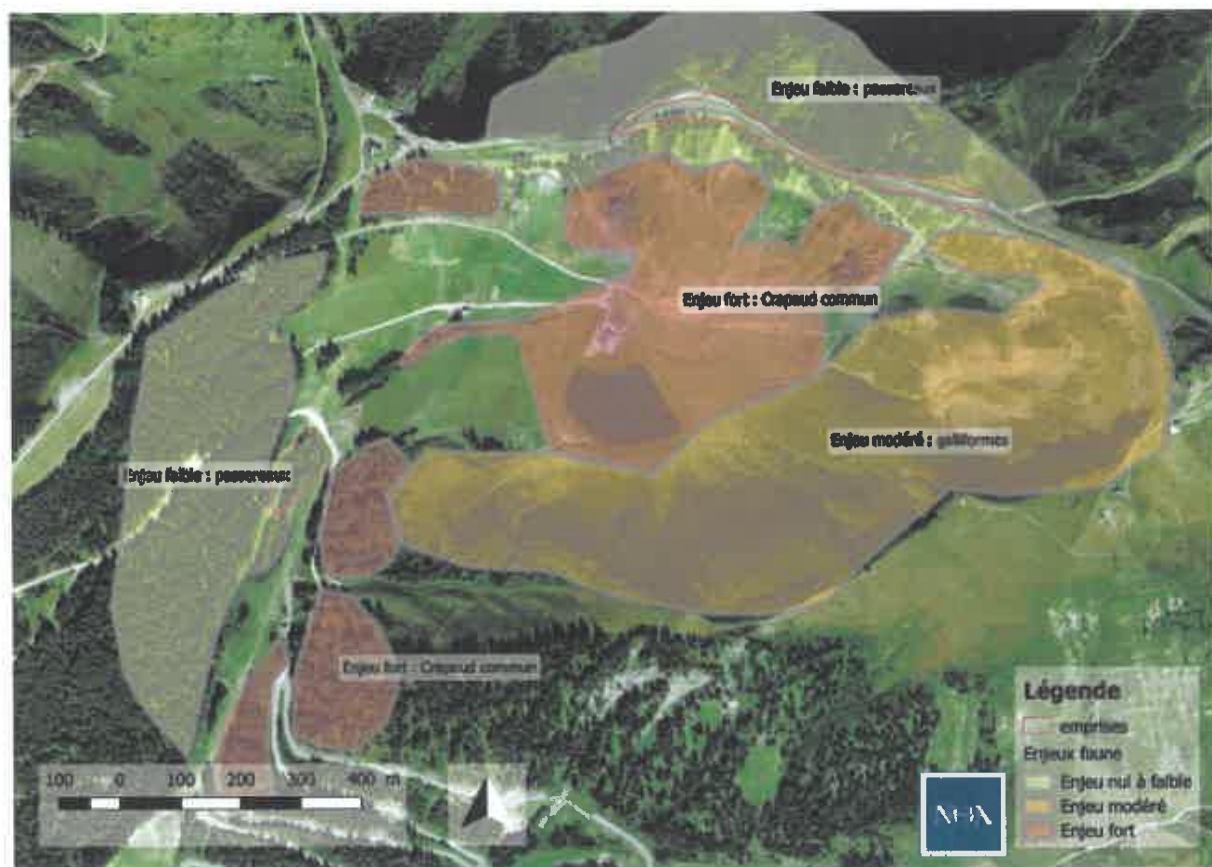 Enjeu faible : passereaux
Enjeu fort : Crapaud commun
Enjeu modéré : galliformes
Enjeu faible : passereaux
Enjeu fort : Crapaud commun
Légende
emprises
Enjeux faune
Enjeu nul à faible
Enjeu modéré
Enjeu fort
100 0 100 200 300 400 m